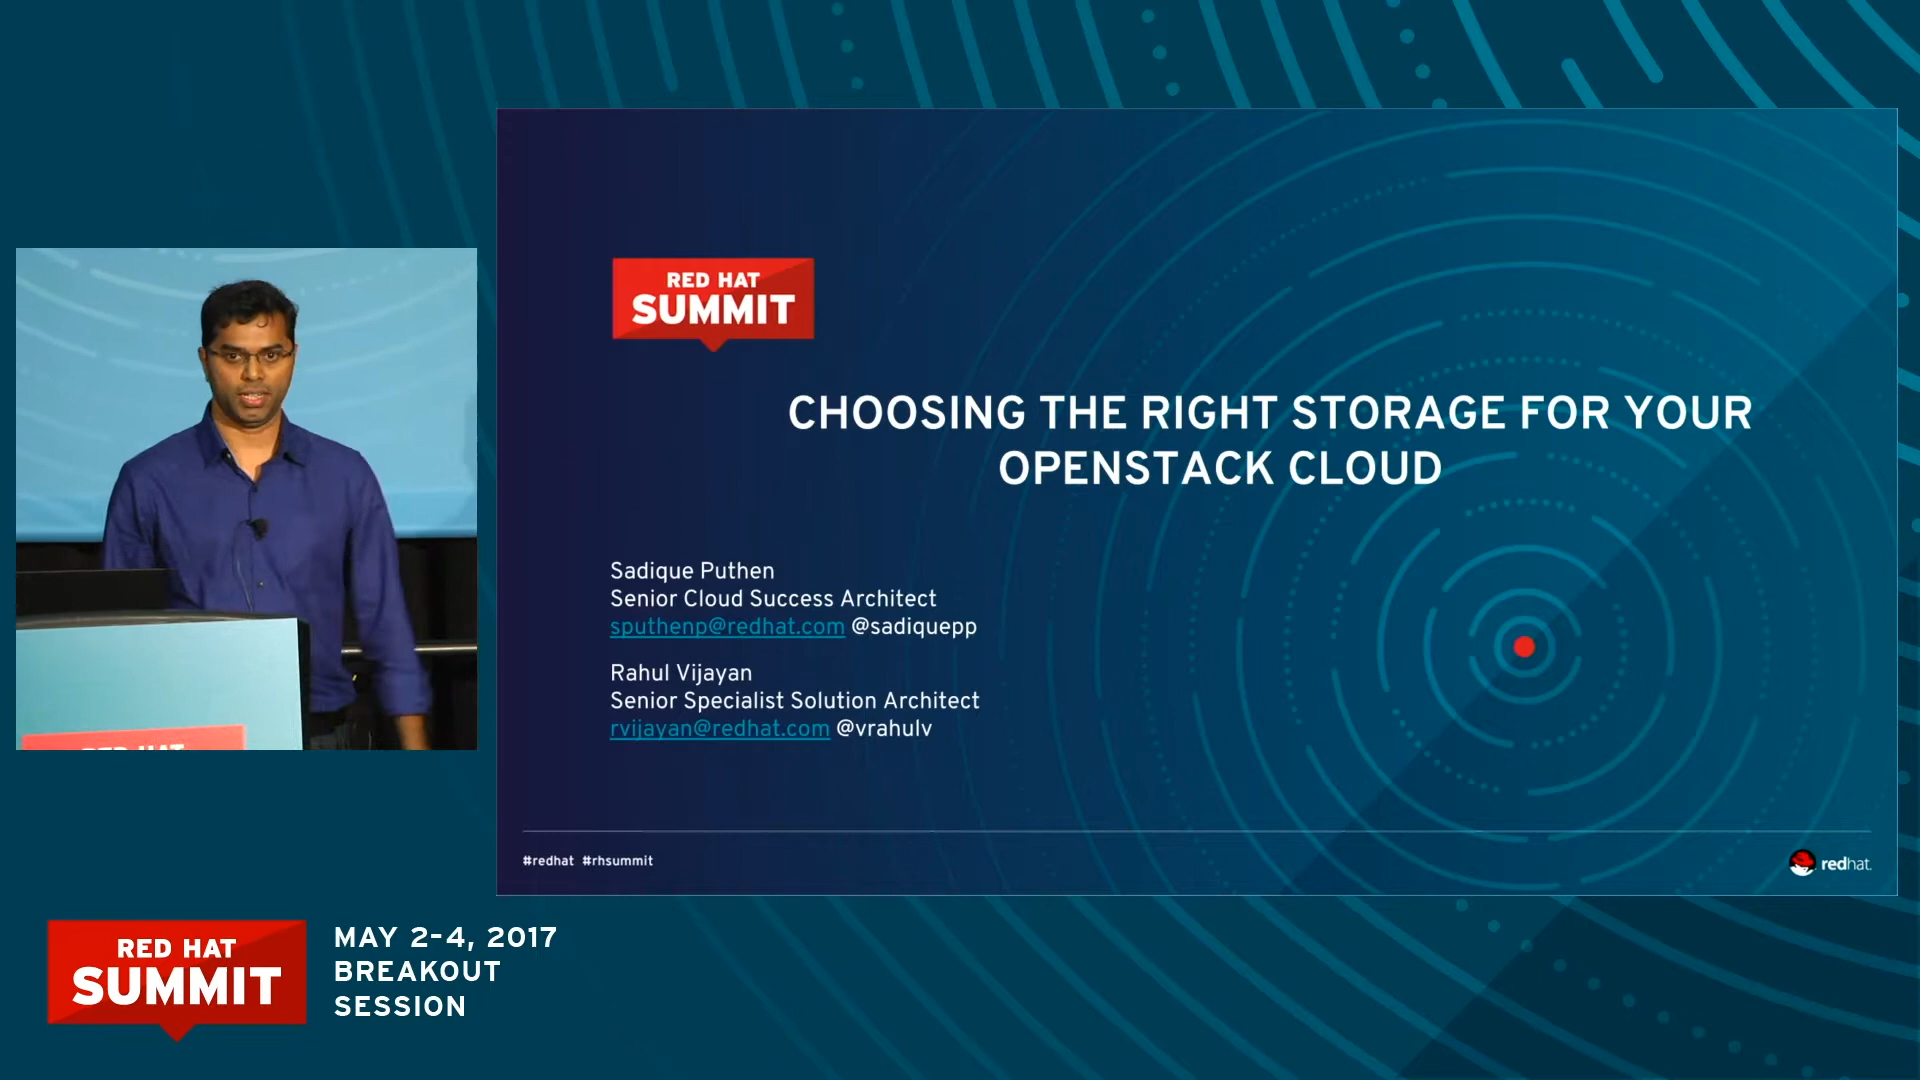 RED HAT
SUMMIT
CHOOSING THE RIGHT STORAGE FOR YOUR
OPENSTACK CLOUD
Sadique Puthen
Senior Cloud Success Architect
sputhenp@redhat.com @sadiquepp
Rahul Vijayan
Senior Specialist Solution Architect
rvijayan@redhat.com @vrahulv
#redhat #rhsummit
redhat.
RED HAT
RED HAT
SUMMIT
MAY 2-4, 2017
BREAKOUT
SESSION